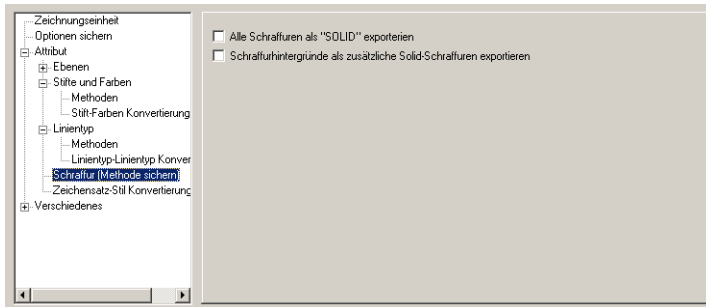 Zeichnungseinheit
Optionen sichern
Attribut
Ebenen
Stifte und Farben
Methoden
Stift-Farben Konvertierung
Linientyp
Methoden
Linientyp-Linientyp Konver
Schraffur (Methode sichern)
Zeichensatz-Stil Konvertierung
Verschiedenes
Alle Schraffuren als "SOLID" exporterien
Schraffurhintergründe als zusätzliche Solid-Schraffuren exportieren